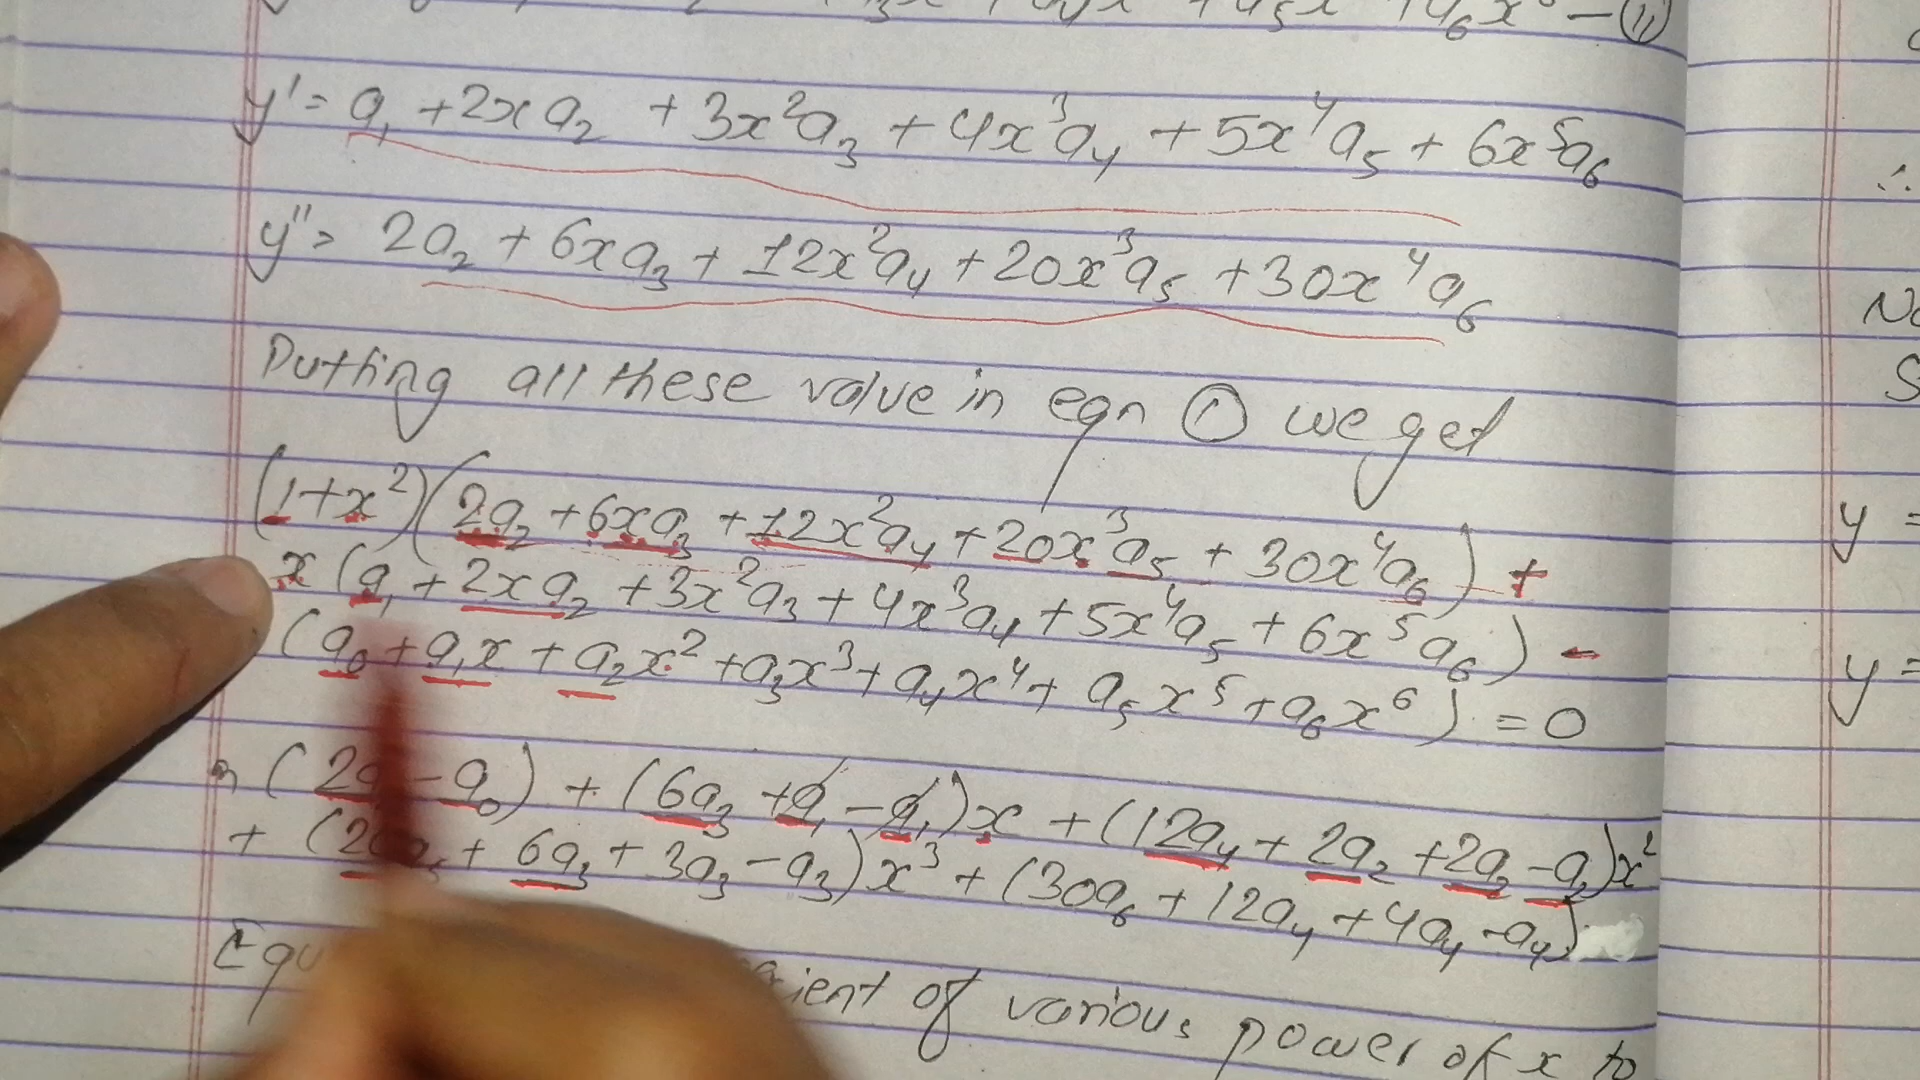 y' = a₁ + 2xa₂ + 3x²a₃ + 4x³a₄ + 5x⁴a₅ + 6x⁵a₆
y'' = 2a₂ + 6xa₃ + 12x²a₄ + 20x³a₅ + 30x⁴a₆
Putting all these value in eqn ① we get
(1+x²)(2a₂ + 6xa₃ + 12x²a₄ + 20x³a₅ + 30x⁴a₆) +
x(a₁ + 2xa₂ + 3x²a₃ + 4x³a₄ + 5x⁴a₅ + 6x⁵a₆) -
(a₀ + a₁x + a₂x² + a₃x³ + a₄x⁴ + a₅x⁵ + a₆x⁶) = 0
(2a - a₀) + (6a₃ + a₁ - a₁)x + (12a₄ + 2a₂ + 2a₂ - a₂)x²
+ (20a₅ + 6a₃ + 3a₃ - a₃)x³ + (30a₆ + 12a₄ + 4a₄ - a₄)
of various power of x to
y =
y =